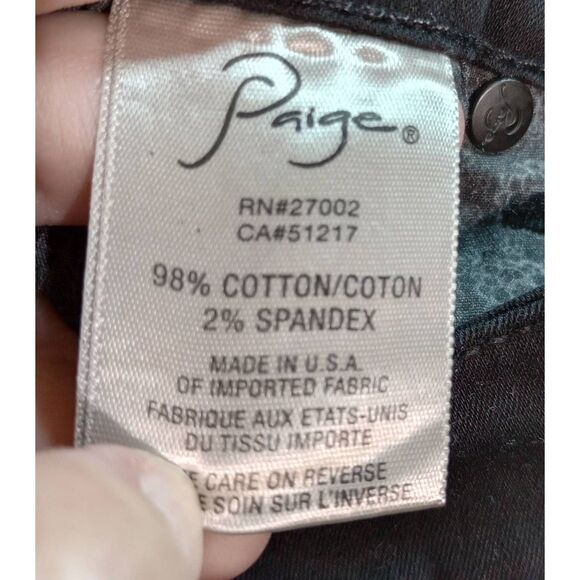 Paige®
RN#27002
CA#51217
98% COTTON/COTON
2% SPANDEX
MADE IN U.S.A.
OF IMPORTED FABRIC
FABRIQUE AUX ETATS-UNIS
DU TISSU IMPORTE
CARE ON REVERSE
SOIN SUR L'INVERSE